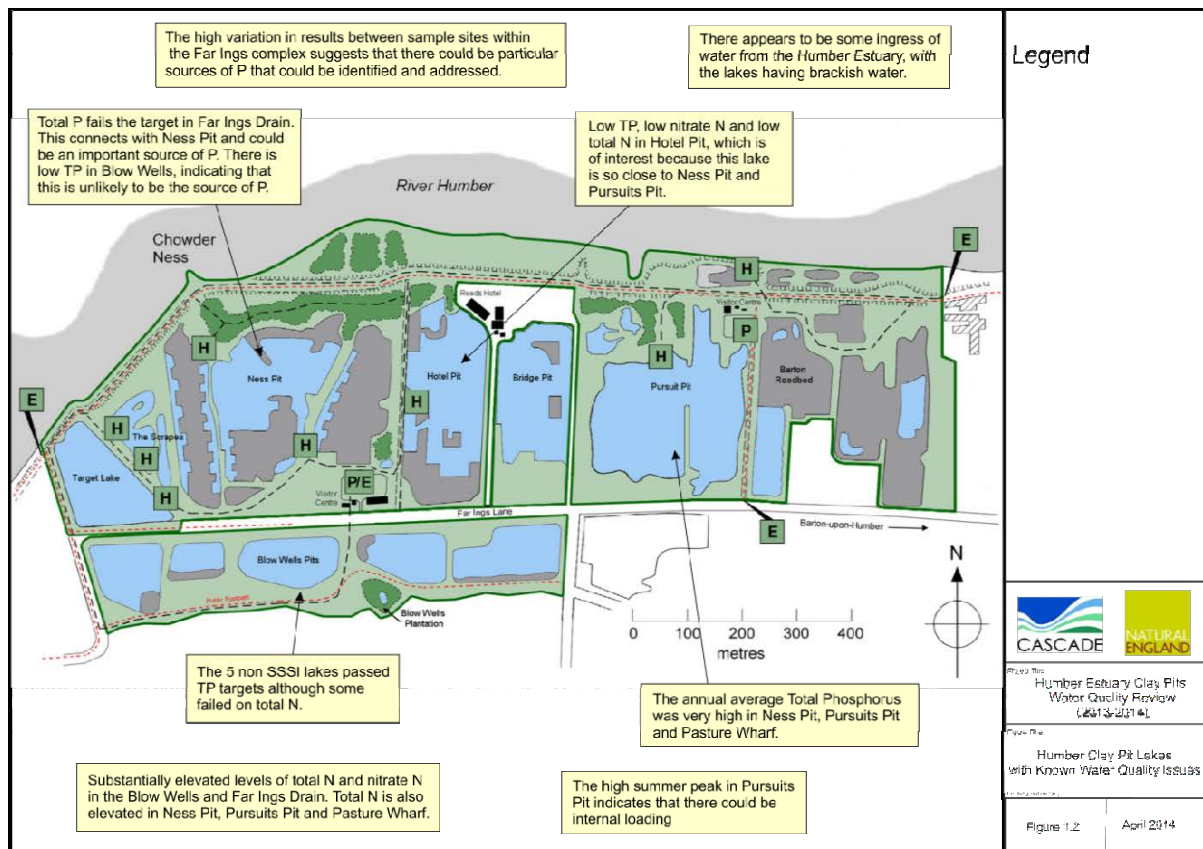 The high variation in results between sample sites within
the Far Ings complex suggests that there could be particular
sources of P that could be identified and addressed.
There appears to be some ingress of
water from the Humber Estuary, with
the lakes having brackish water.
Legend
Total P fails the target in Far Ings Drain.
This connects with Ness Pit and could
be an important source of P. There is
low TP in Blow Wells, indicating that
this is unlikely to be the source of P.
Low TP, low nitrate N and low
total N in Hotel Pit, which is
of interest because this lake
is so close to Ness Pit and
Pursuits Pit.
River Humber
Chowder
Ness
E
H
Reeds Hotel
Visitor Centre
P
H
H
Ness Pit
Hotel Pit
Bridge Pit
Pursuit Pit
Barton
Reedbed
E
H
H
The Scrapes
H
H
Target Lake
H
P/E
Visitor
Centre
Far Ings Lane
E
Barton-upon-Humber
Blow Wells Pits
Public Footpath
Blow Wells
Plantation
N
0 100 200 300 400
metres
CASCADE
NATURAL
ENGLAND
The 5 non SSSI lakes passed
TP targets although some
failed on total N.
The annual average Total Phosphorus
was very high in Ness Pit, Pursuits Pit
and Pasture Wharf.
Project Title
Humber Estuary Clay Pits
Water Quality Review
(2013-2014)
Figure Title
Humber Clay Pit Lakes
with Known Water Quality Issues
Substantially elevated levels of total N and nitrate N
in the Blow Wells and Far Ings Drain. Total N is also
elevated in Ness Pit, Pursuits Pit and Pasture Wharf.
The high summer peak in Pursuits
Pit indicates that there could be
internal loading
Figure 1.2
April 2014